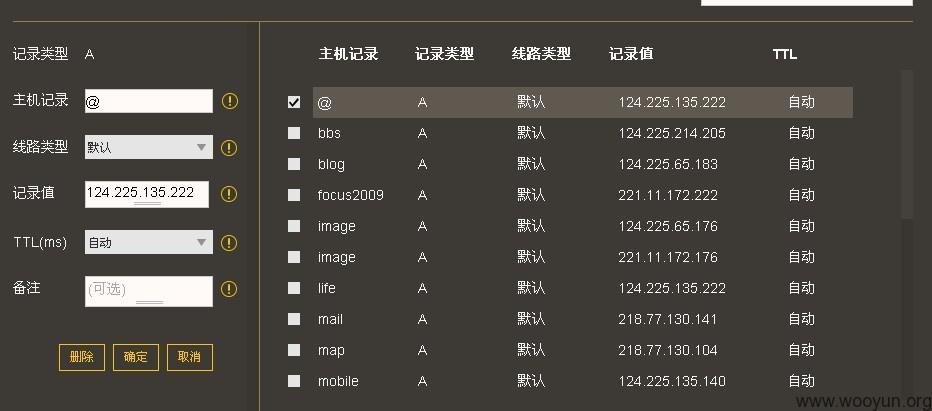 记录类型 A
主机记录 @
线路类型 默认
记录值 124.225.135.222
TTL(ms) 自动
备注 (可选)
删除 确定 取消
主机记录 记录类型 线路类型 记录值 TTL
@ A 默认 124.225.135.222 自动
bbs A 默认 124.225.214.205 自动
blog A 默认 124.225.65.183 自动
focus2009 A 默认 221.11.172.222 自动
image A 默认 124.225.65.176 自动
image A 默认 221.11.172.176 自动
life A 默认 124.225.135.222 自动
mail A 默认 218.77.130.141 自动
map A 默认 218.77.130.104 自动
mobile A 默认 124.225.135.140 自动
www.wooyun.org